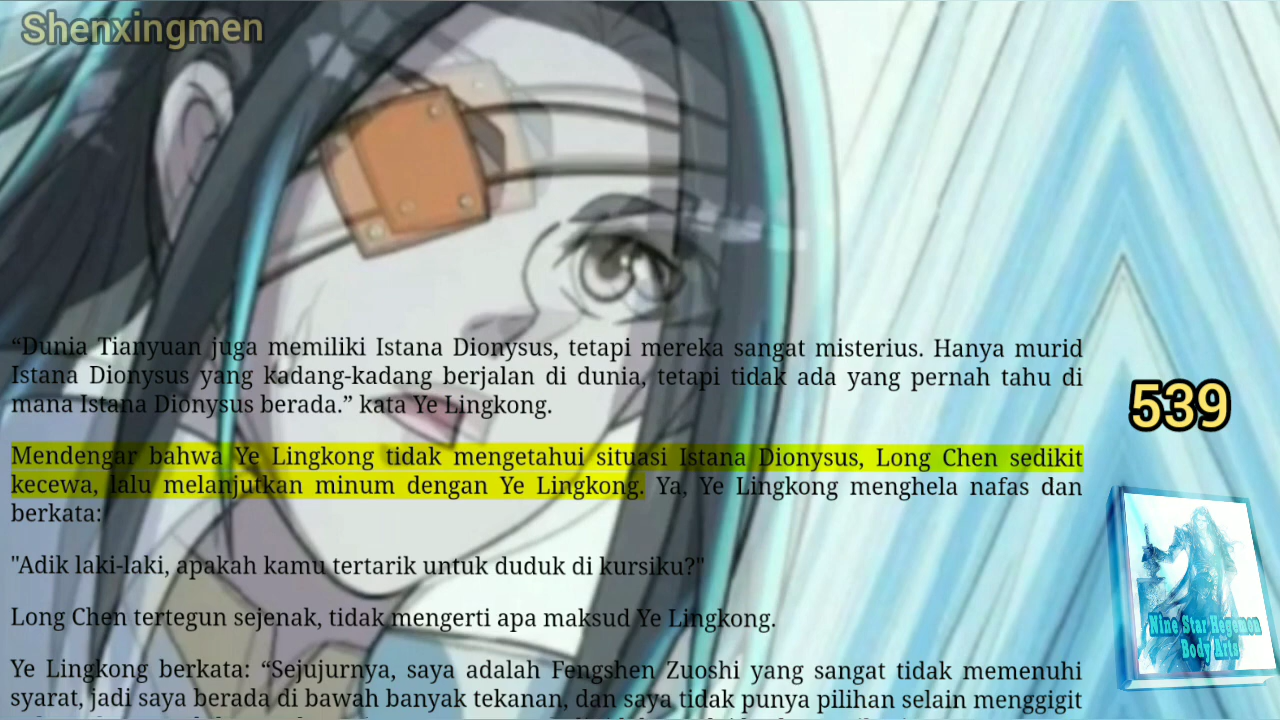 Shenxingmen
“Dunia Tianyuan juga memiliki Istana Dionysus, tetapi mereka sangat misterius. Hanya murid
Istana Dionysus yang kadang-kadang berjalan di dunia, tetapi tidak ada yang pernah tahu di
mana Istana Dionysus berada.” kata Ye Lingkong.
539
Mendengar bahwa Ye Lingkong tidak mengetahui situasi Istana Dionysus, Long Chen sedikit
kecewa, lalu melanjutkan minum dengan Ye Lingkong. Ya, Ye Lingkong menghela nafas dan
berkata:
"Adik laki-laki, apakah kamu tertarik untuk duduk di kursiku?"
Long Chen tertegun sejenak, tidak mengerti apa maksud Ye Lingkong.
Nine Star Hegemon
Body Arts
Ye Lingkong berkata: “Sejujurnya, saya adalah Fengshen Zuoshi yang sangat tidak memenuhi
syarat, jadi saya berada di bawah banyak tekanan, dan saya tidak punya pilihan selain menggigit